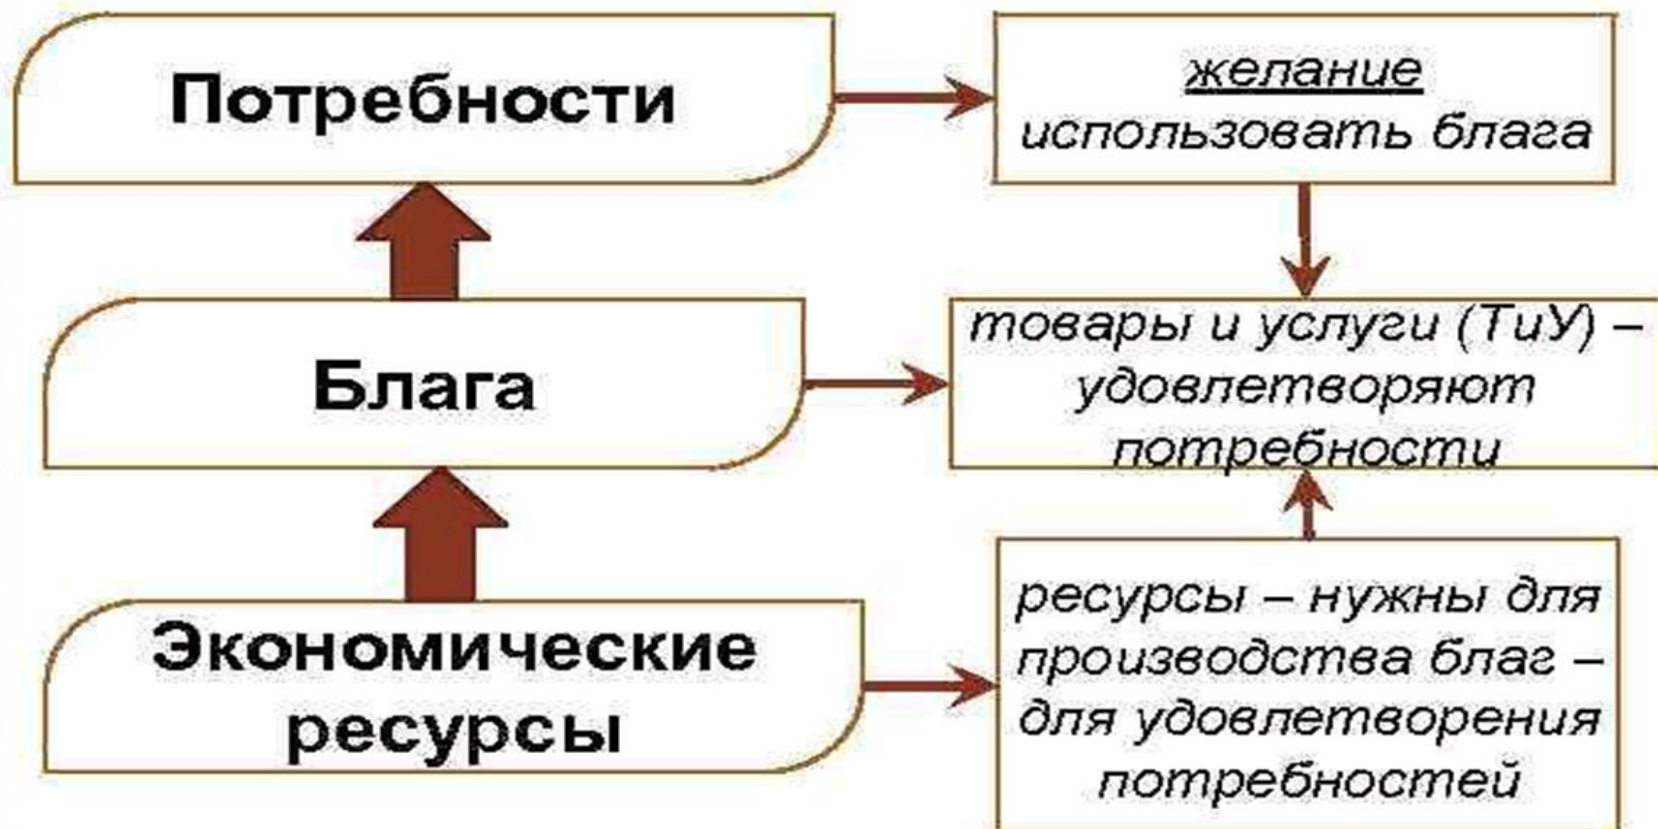 Потребности
желание
использовать блага
Блага
товары и услуги (ТиУ) –
удовлетворяют
потребности
Экономические
ресурсы
ресурсы – нужны для
производства благ –
для удовлетворения
потребностей